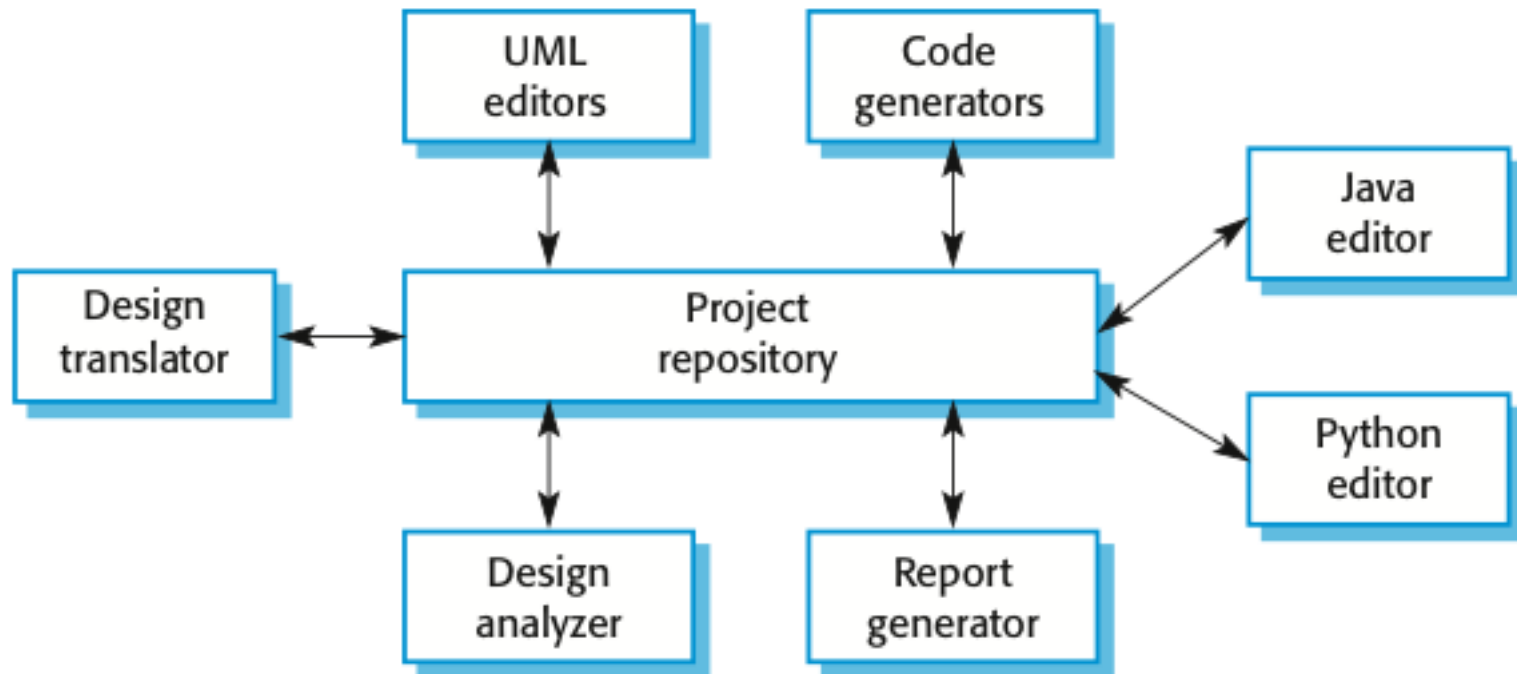 UML
editors
Code
generators
Java
editor
Design
translator
Project
repository
Python
editor
Design
analyzer
Report
generator